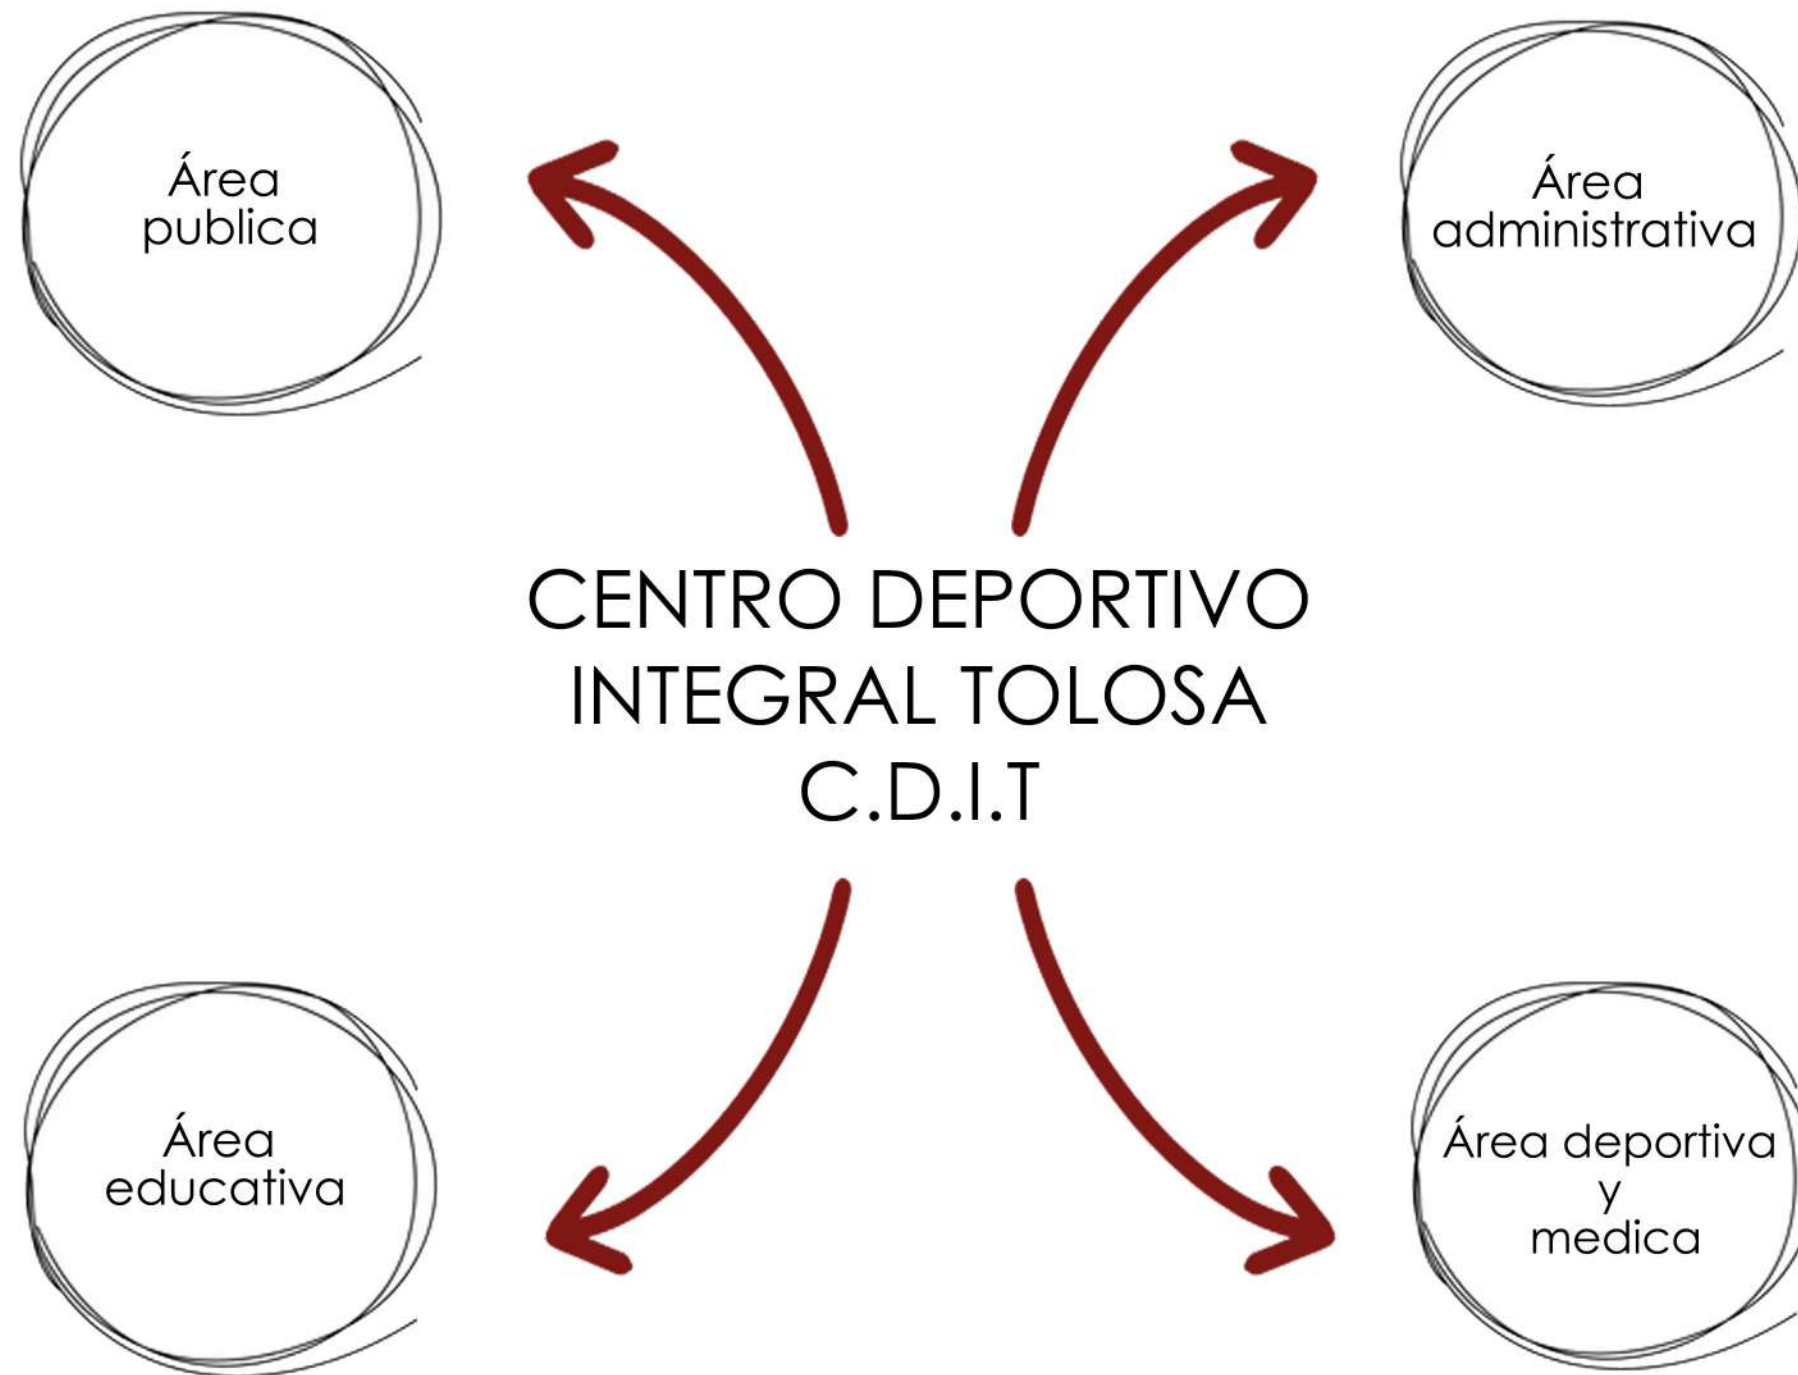 Área
publica
Área
administrativa
CENTRO DEPORTIVO
INTEGRAL TOLOSA
C.D.I.T
Área
educativa
Área deportiva
y
medica